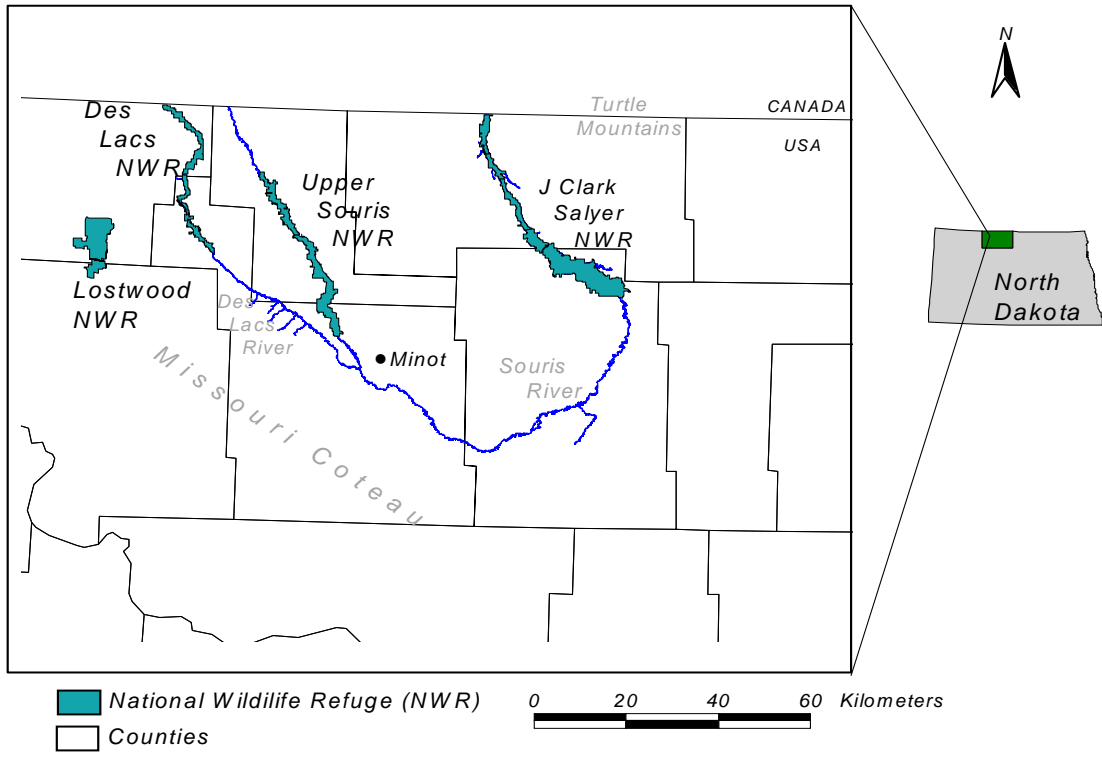 N
Turtle
Mountains
CANADA
USA
Des
Lacs
NWR
Upper
Souris
NWR
J Clark
Salyer
NWR
Lostwood
NWR
Des
Lacs
River
Minot
Souris
River
Missouri Coteau
North
Dakota
National Wildilife Refuge (NWR)
Counties
0 20 40 60 Kilometers